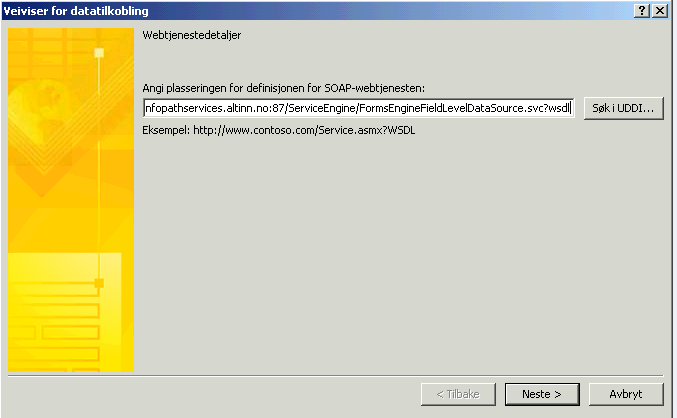 Veiviser for datatilkobling
Webtjenestedetaljer
Angi plasseringen for definisjonen for SOAP-webtjenesten:
nfopathservices.altinn.no:87/ServiceEngine/FormsEngineFieldLevelDataSource.svc?wsdl
Søk i UDDI...
Eksempel: http://www.contoso.com/Service.asmx?WSDL
< Tilbake
Neste >
Avbryt